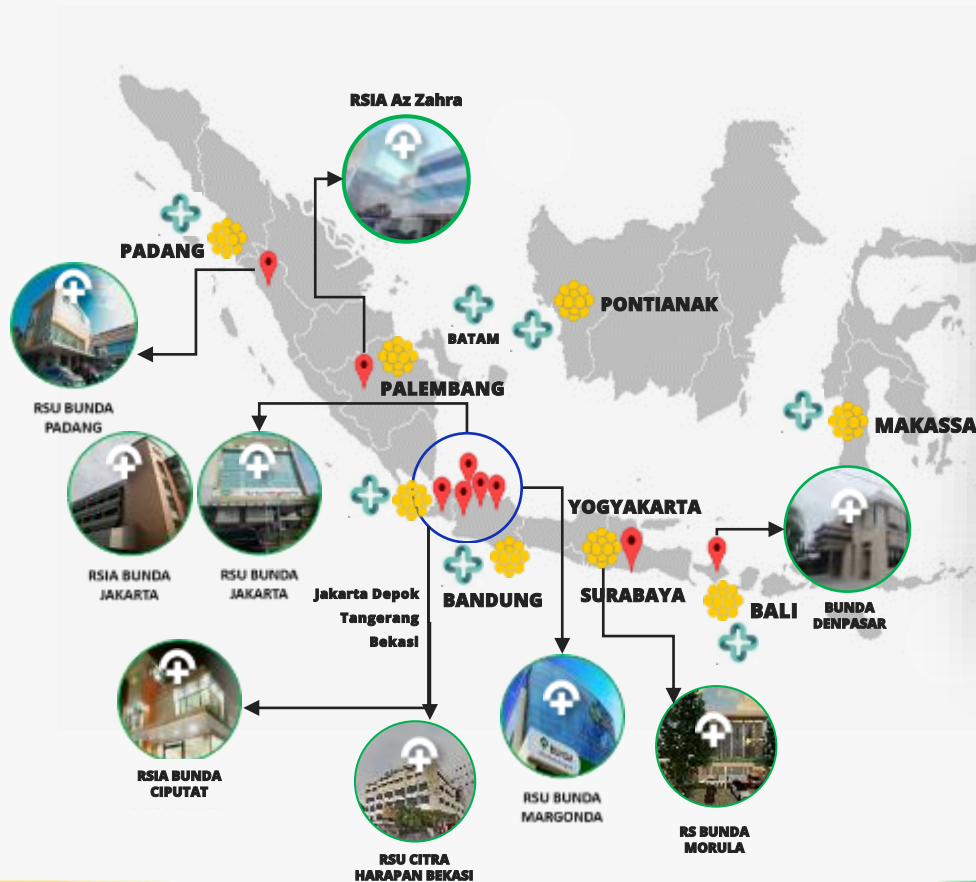 RSIA Az Zahra
PADANG
PONTIANAK
BATAM
PALEMBANG
RSU BUNDA
PADANG
MAKASSA
YOGYAKARTA
RSIA BUNDA
JAKARTA
RSU BUNDA
JAKARTA
Jakarta Depok
Tangerang
Bekasi
BANDUNG
SURABAYA
BALI
BUNDA
DENPASAR
RSIA BUNDA
CIPUTAT
BUNDA
RSU BUNDA
MARGONDA
RS BUNDA
MORULA
RSU CITRA
HARAPAN BEKASI